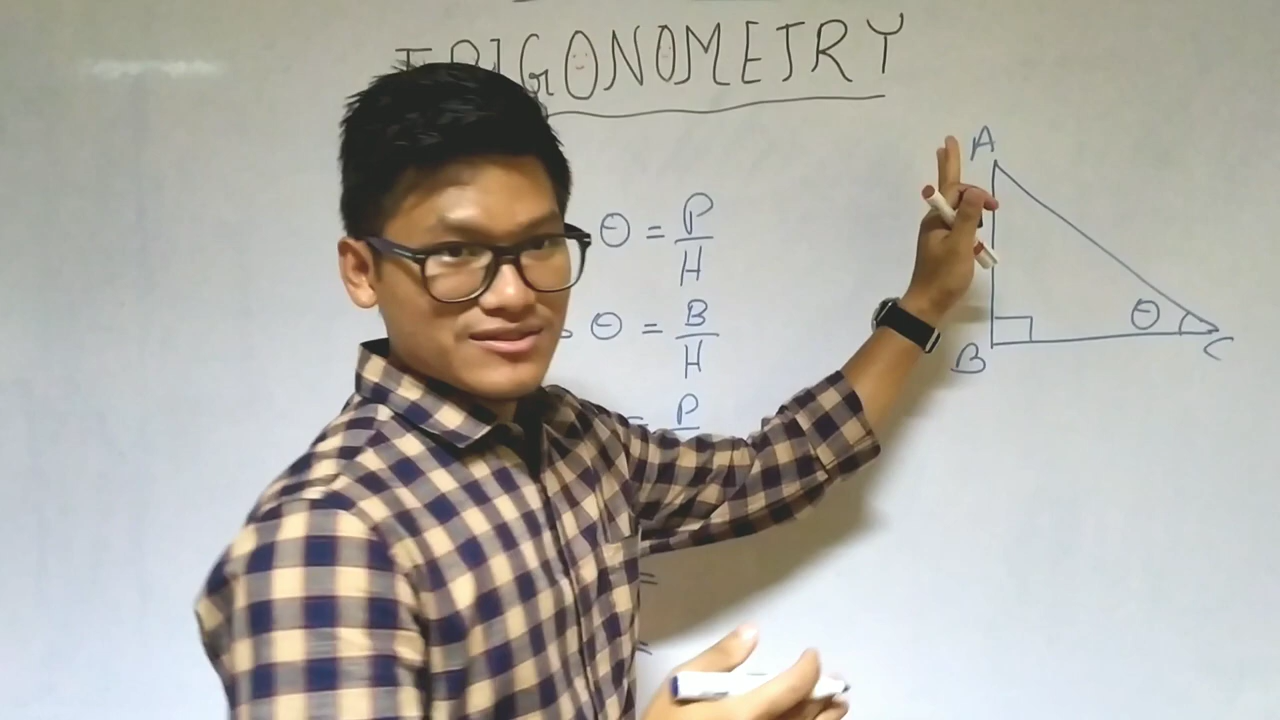 TRIGONOMETRY
θ = P/H
θ = B/H
= P
=
=
A
θ
B
C